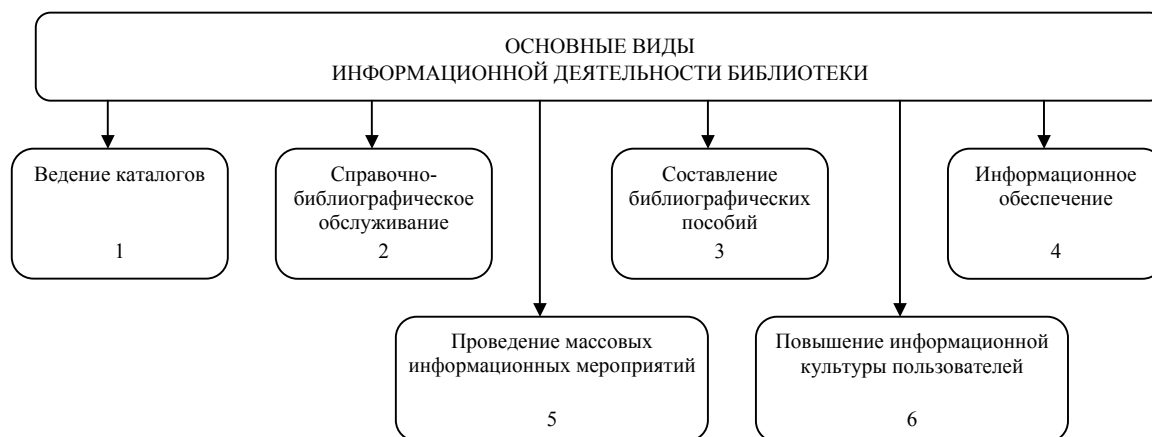 ОСНОВНЫЕ ВИДЫ
ИНФОРМАЦИОННОЙ ДЕЯТЕЛЬНОСТИ БИБЛИОТЕКИ
Ведение каталогов
1
Справочно-
библиографическое
обслуживание
2
Составление
библиографических
пособий
3
Информационное
обеспечение
4
Проведение массовых
информационных мероприятий
5
Повышение информационной
культуры пользователей
6